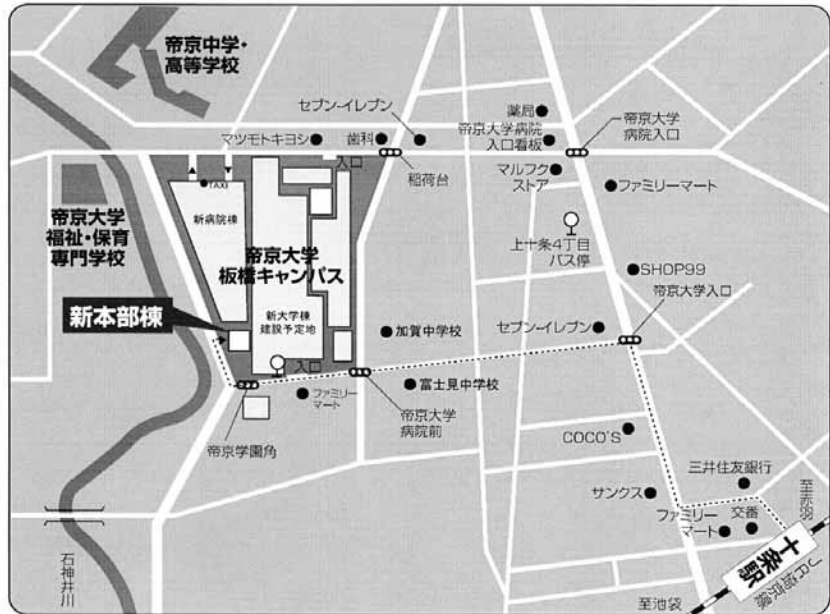 帝京中学・
高等学校
セブン-イレブン
薬局
帝京大学病院
入口看板
帝京大学
病院入口
マツモトキヨシ
歯科
入口
稲荷台
マルフク
ストア
ファミリーマート
TAXI
新病院棟
帝京大学
福祉・保育
専門学校
帝京大学
板橋キャンパス
上十条4丁目
バス停
SHOP99
帝京大学入口
新本部棟
新大学棟
建設予定地
加賀中学校
セブン-イレブン
入口
富士見中学校
ファミリー
マート
帝京大学
病院前
帝京学園角
COCO'S
三井住友銀行
サンクス
至赤羽
ファミリー
マート
交番
十条駅
JR埼京線
石神井川
至池袋